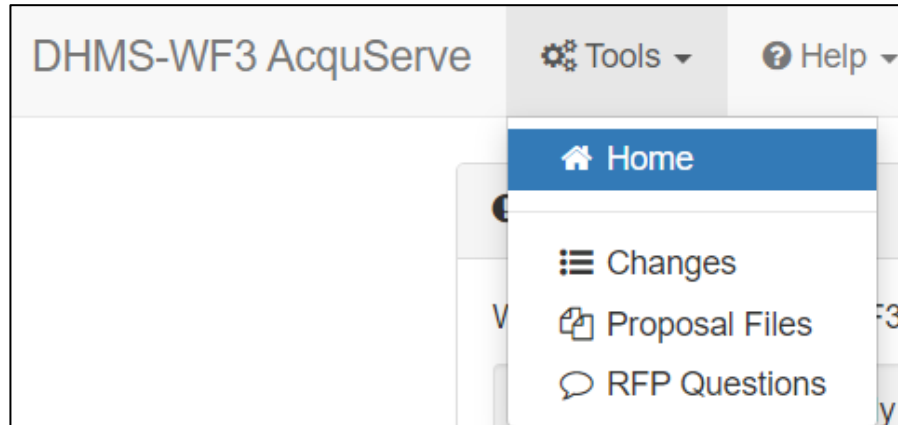 DHMS-WF3 AcquServe Tools Help
Home
Changes
Proposal Files
RFP Questions